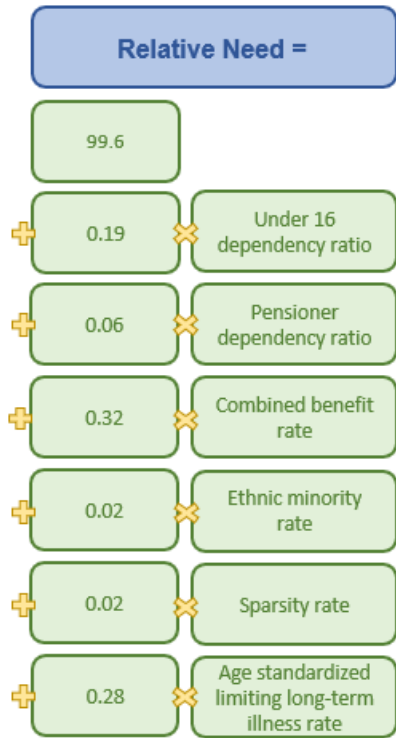 Relative Need =
99.6
+ 0.19 × Under 16
dependency ratio
+ 0.06 × Pensioner
dependency ratio
+ 0.32 × Combined benefit
rate
+ 0.02 × Ethnic minority
rate
+ 0.02 × Sparsity rate
+ 0.28 × Age standardized
limiting long-term
illness rate